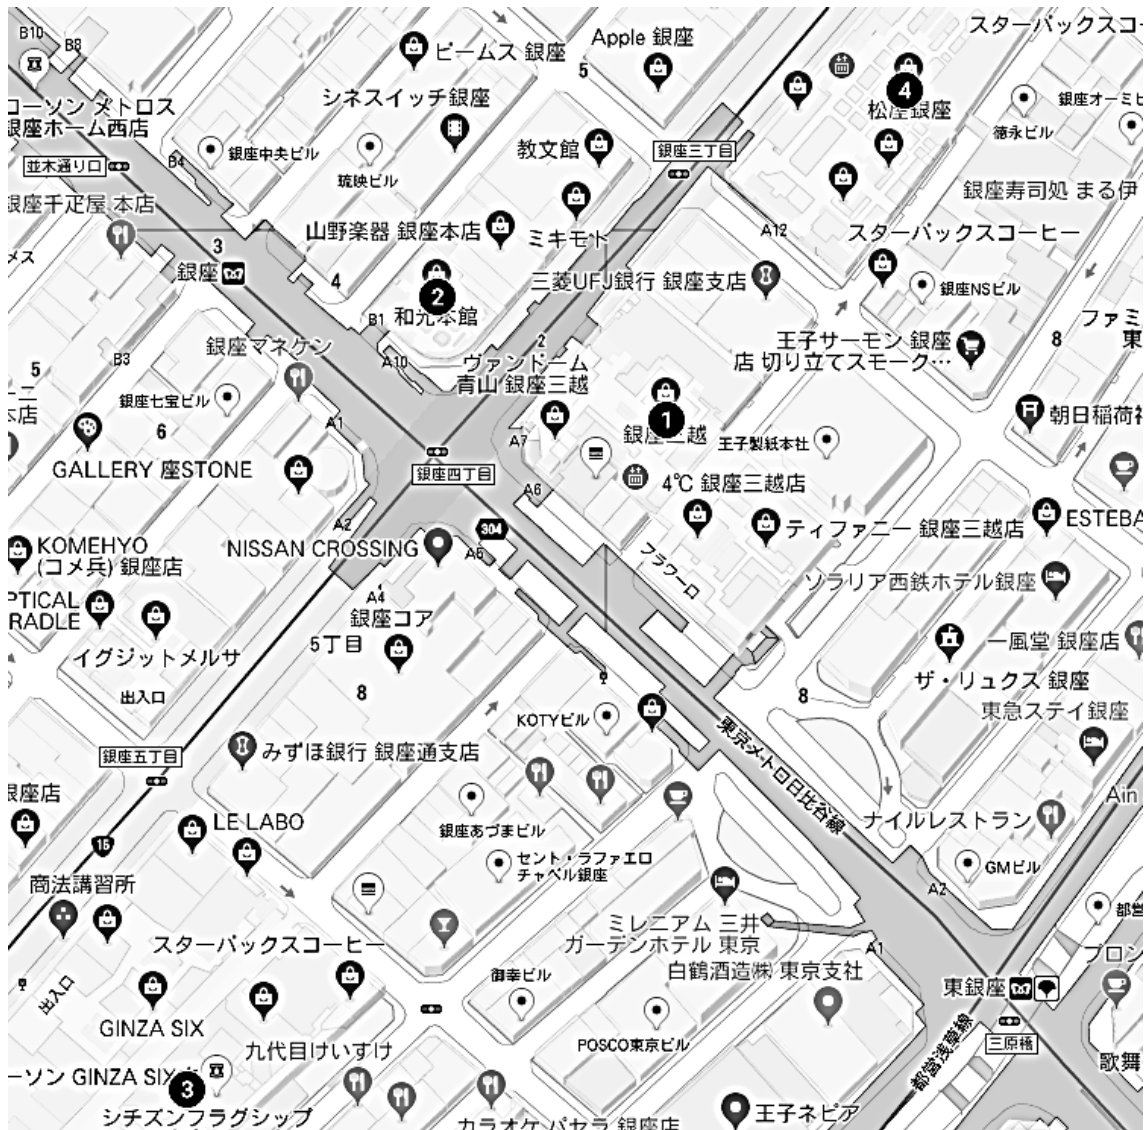 スターバックスコー
B10
B8
Apple 銀座
ビームス 銀座
5
4
シネスイッチ銀座
ローソン メトロス
銀座ホーム西店
松屋銀座
銀座オーミビ
徳永ビル
教文館
銀座三丁目
銀座中央ビル
並木通り口
B4
琉映ビル
銀座千疋屋 本店
銀座寿司処 まる伊
山野楽器 銀座本店
ミキモト
A12
スターバックスコーヒー
メス
3
銀座
4
三菱UFJ銀行 銀座支店
銀座NSビル
2
B1
和光本館
ファミ
東
8
王子サーモン 銀座
店 切り立てスモーク…
2
銀座マネケン
B3
A10
ヴァンドーム
青山 銀座三越
5
ニ
本店
銀座七宝ビル
1
銀座三越
朝日稲荷神
6
A1
A7
王子製紙本社
GALLERY 座STONE
銀座四丁目
4℃ 銀座三越店
A6
A2
304
ティファニー 銀座三越店
ESTEBA
KOMEHYO
(コメ兵) 銀座店
NISSAN CROSSING
A5
フラワーロ
ソラリア西鉄ホテル銀座
PTICAL
RADLE
A4
銀座コア
5丁目
一風堂 銀座店
イグジットメルサ
ザ・リュクス 銀座
出入口
8
8
東急ステイ銀座
KOTYビル
東京メトロ日比谷線
銀座五丁目
みずほ銀行 銀座通支店
銀座店
Ain
LE LABO
銀座あづまビル
ナイルレストラン
15
セント・ラファエロ
チャペル銀座
GMビル
商法講習所
A2
ミレニアム 三井
ガーデンホテル 東京
都営
スターバックスコーヒー
A1
ブロン
白鶴酒造㈱ 東京支社
出入口
御幸ビル
東銀座
GINZA SIX
三原橋
都営浅草線
九代目けいすけ
POSCO東京ビル
歌舞
ーソン GINZA SIX
3
シチズンフラグシップ
カラオケ パセラ 銀座店
王子ネピア